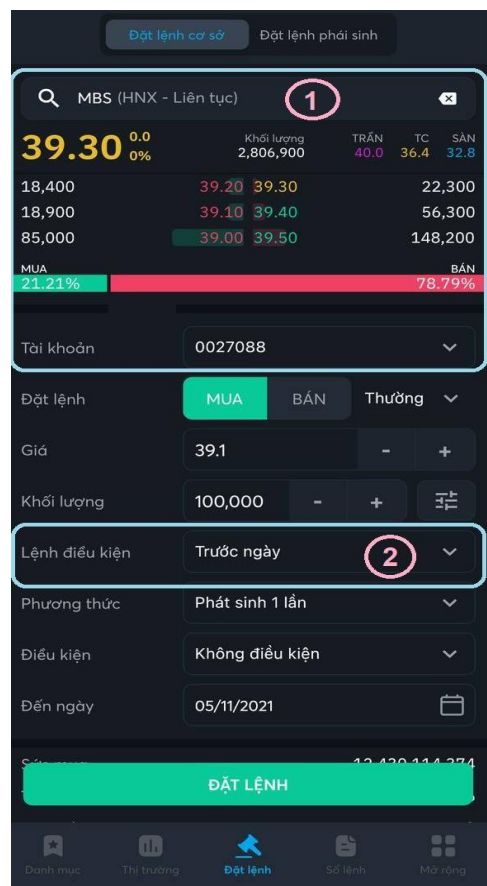 Đặt lệnh cơ sở Đặt lệnh phái sinh
MBS (HNX - Liên tục) 1
39.30 0.0 0% Khối lượng 2,806,900 TRẦN 40.0 TC 36.4 SÀN 32.8
18,400 39.20 39.30 22,300
18,900 39.10 39.40 56,300
85,000 39.00 39.50 148,200
MUA BÁN
21.21% 78.79%
Tài khoản 0027088
Đặt lệnh MUA BÁN Thường
Giá 39.1 - +
Khối lượng 100,000 - +
Lệnh điều kiện Trước ngày 2
Phương thức Phát sinh 1 lần
Điều kiện Không điều kiện
Đến ngày 05/11/2021
ĐẶT LỆNH
Danh mục Thị trường Đặt lệnh Sổ lệnh Mở rộng